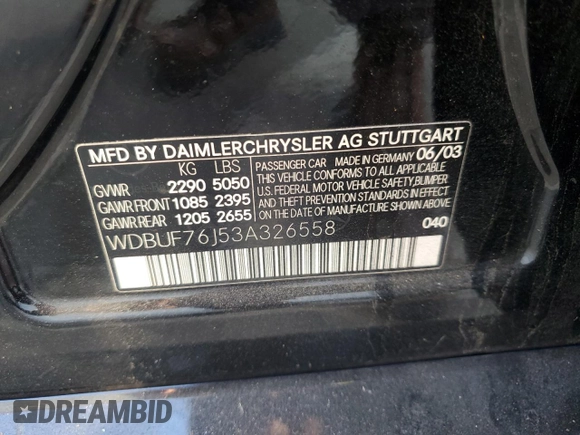 MFD BY DAIMLERCHRYSLER AG STUTTGART
KG LBS
GVWR 2290 5050
GAWR FRONT 1085 2395
GAWR REAR 1205 2655
PASSENGER CAR MADE IN GERMANY 06/03
THIS VEHICLE CONFORMS TO ALL APPLICABLE
U.S. FEDERAL MOTOR VEHICLE SAFETY, BUMPER
AND THEFT PREVENTION STANDARDS IN EFFECT
ON THE DATE OF MANUFACTURE SHOWN ABOVE
WDBUF76J53A326558
040
DREAMBID